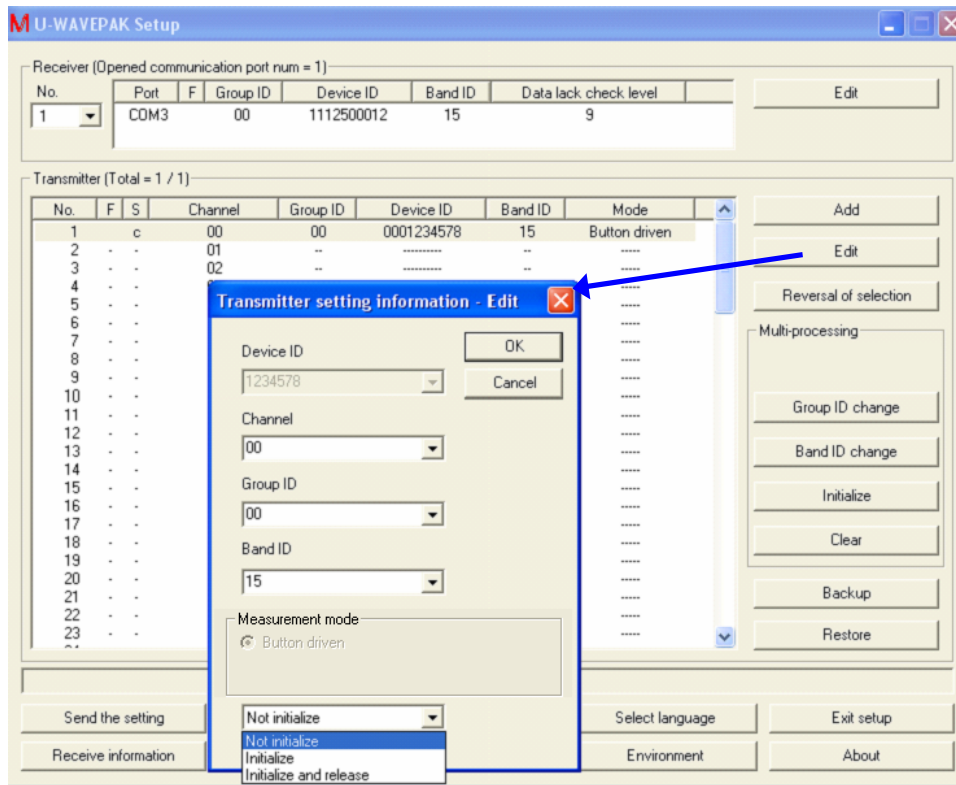 M U-WAVEPAK Setup
Receiver (Opened communication port num = 1)
No. Port F Group ID Device ID Band ID Data lack check level
1 COM3 00 1112500012 15 9
Edit
Transmitter (Total = 1 / 1)
No. F S Channel Group ID Device ID Band ID Mode
1 c 00 00 0001234578 15 Button driven
2 - - 01 -- ---------- -- -----
3 - - 02 -- ---------- -- -----
4 - - -----
5 - - -----
6 - - -----
7 - - -----
8 - - -----
9 - - -----
10 - - -----
11 - - -----
12 - - -----
13 - - -----
14 - - -----
15 - - -----
16 - - -----
17 - - -----
18 - - -----
19 - - -----
20 - - -----
21 - - -----
22 - - -----
23 - - -----
Add
Edit
Reversal of selection
Multi-processing
Group ID change
Band ID change
Initialize
Clear
Backup
Restore
Transmitter setting information - Edit
Device ID
1234578
OK
Cancel
Channel
00
Group ID
00
Band ID
15
Measurement mode
Button driven
Not initialize
Not initialize
Initialize
Initialize and release
Send the setting
Select language
Exit setup
Receive information
Environment
About